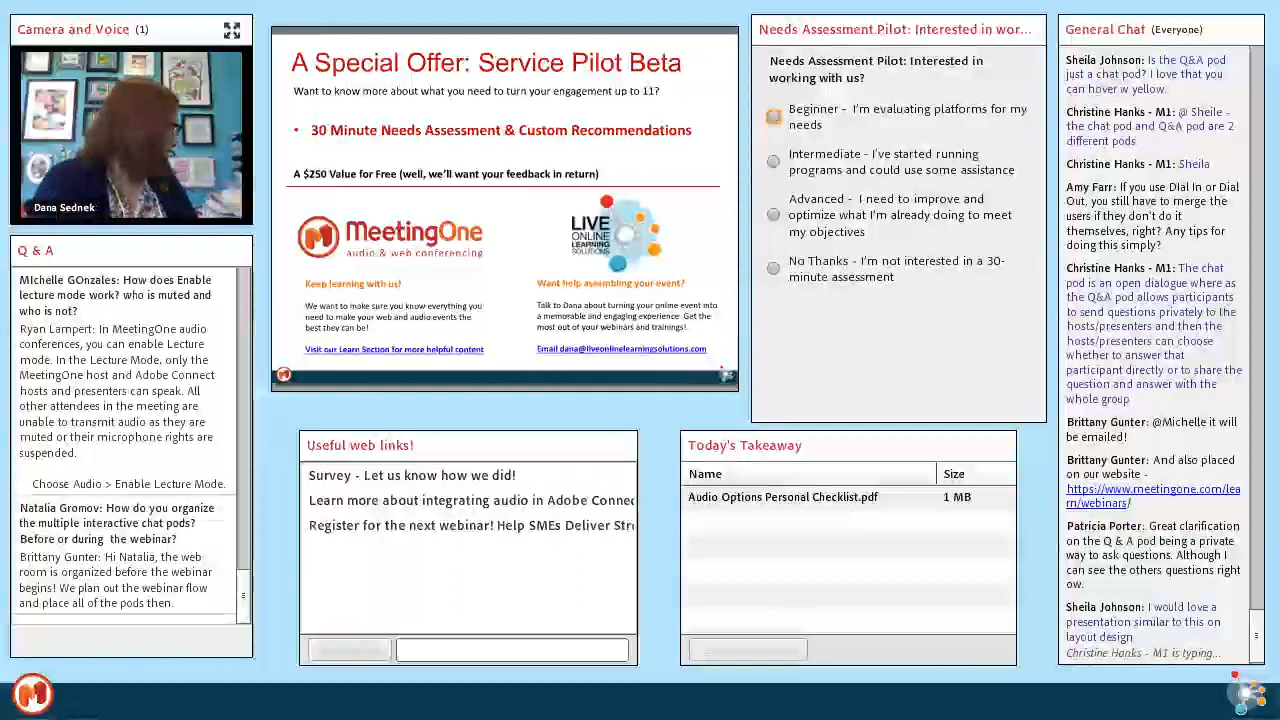 Camera and Voice (1)
Dana Sednek
Q & A
MIchelle GOnzales: How does Enable
lecture mode work? who is muted and
who is not?
Ryan Lampert: In MeetingOne audio
conferences, you can enable Lecture
mode. In the Lecture Mode, only the
MeetingOne host and Adobe Connect
hosts and presenters can speak. All
other attendees in the meeting are
unable to transmit audio as they are
muted or their microphone rights are
suspended.
Choose Audio > Enable Lecture Mode.
Natalia Gromov: How do you organize
the multiple interactive chat pods?
Before or during the webinar?
Brittany Gunter: Hi Natalia, the web-
room is organized before the webinar
begins! We plan out the webinar flow
and place all of the pods then.
A Special Offer: Service Pilot Beta
Want to know more about what you need to turn your engagement up to 11?
• 30 Minute Needs Assessment & Custom Recommendations
A $250 Value for Free (well, we'll want your feedback in return)
MeetingOne
audio & web conferencing
Keep learning with us!
We want to make sure you know everything you
need to make your web and audio events the
best they can be!
Visit our Learn Section for more helpful content
LIVE
ONLINE
LEARNING
SOLUTIONS
Want help assembling your event?
Talk to Dana about turning your online event into
a memorable and engaging experience. Get the
most out of your webinars and trainings!.
Email dana@liveonlinelearningsolutions.com
Useful web links!
Survey - Let us know how we did!
Learn more about integrating audio in Adobe Connec
Register for the next webinar! Help SMEs Deliver Str
Needs Assessment Pilot: Interested in wor...
Needs Assessment Pilot: Interested in
working with us?
Beginner - I'm evaluating platforms for my
needs
Intermediate - I've started running
programs and could use some assistance
Advanced - I need to improve and
optimize what I'm already doing to meet
my objectives
No Thanks - I'm not interested in a 30-
minute assessment
Today's Takeaway
Name Size
Audio Options Personal Checklist.pdf 1 MB
General Chat (Everyone)
Sheila Johnson: Is the Q&A pod
just a chat pod? I love that you
can hover w yellow.
Christine Hanks - M1: @ Sheile -
the chat pod and Q&A pod are 2
different pods
Christine Hanks - M1: Sheila
Amy Farr: If you use Dial In or Dial
Out, you still have to merge the
users if they don't do it
themselves, right? Any tips for
doing this simply?
Christine Hanks - M1: The chat
pod is an open dialogue where as
the Q&A pod allows participants
to send questions privately to the
hosts/presenters and then the
hosts/presenters can choose
whether to answer that
participant directly or to share the
question and answer with the
whole group
Brittany Gunter: @Michelle it will
be emailed!
Brittany Gunter: And also placed
on our website -
https://www.meetingone.com/lea
rn/webinars/
Patricia Porter: Great clarification
on the Q & A pod being a private
way to ask questions. Although I
can see the others questions right
ow.
Sheila Johnson: I would love a
presentation similar to this on
layout design
Christine Hanks - M1 is typing...